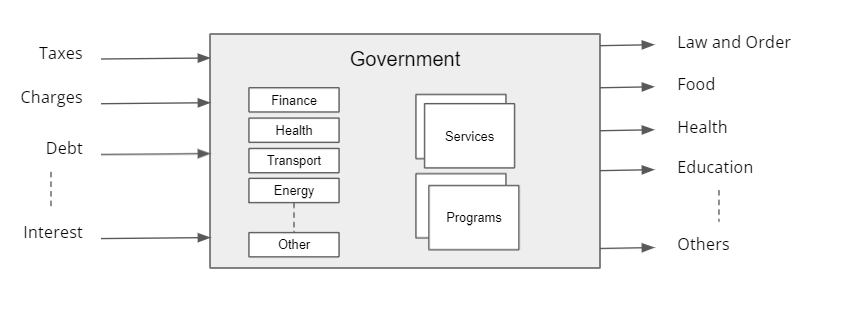 Taxes
Charges
Debt
Interest
Government
Finance
Health
Transport
Energy
Other
Services
Programs
Law and Order
Food
Health
Education
Others